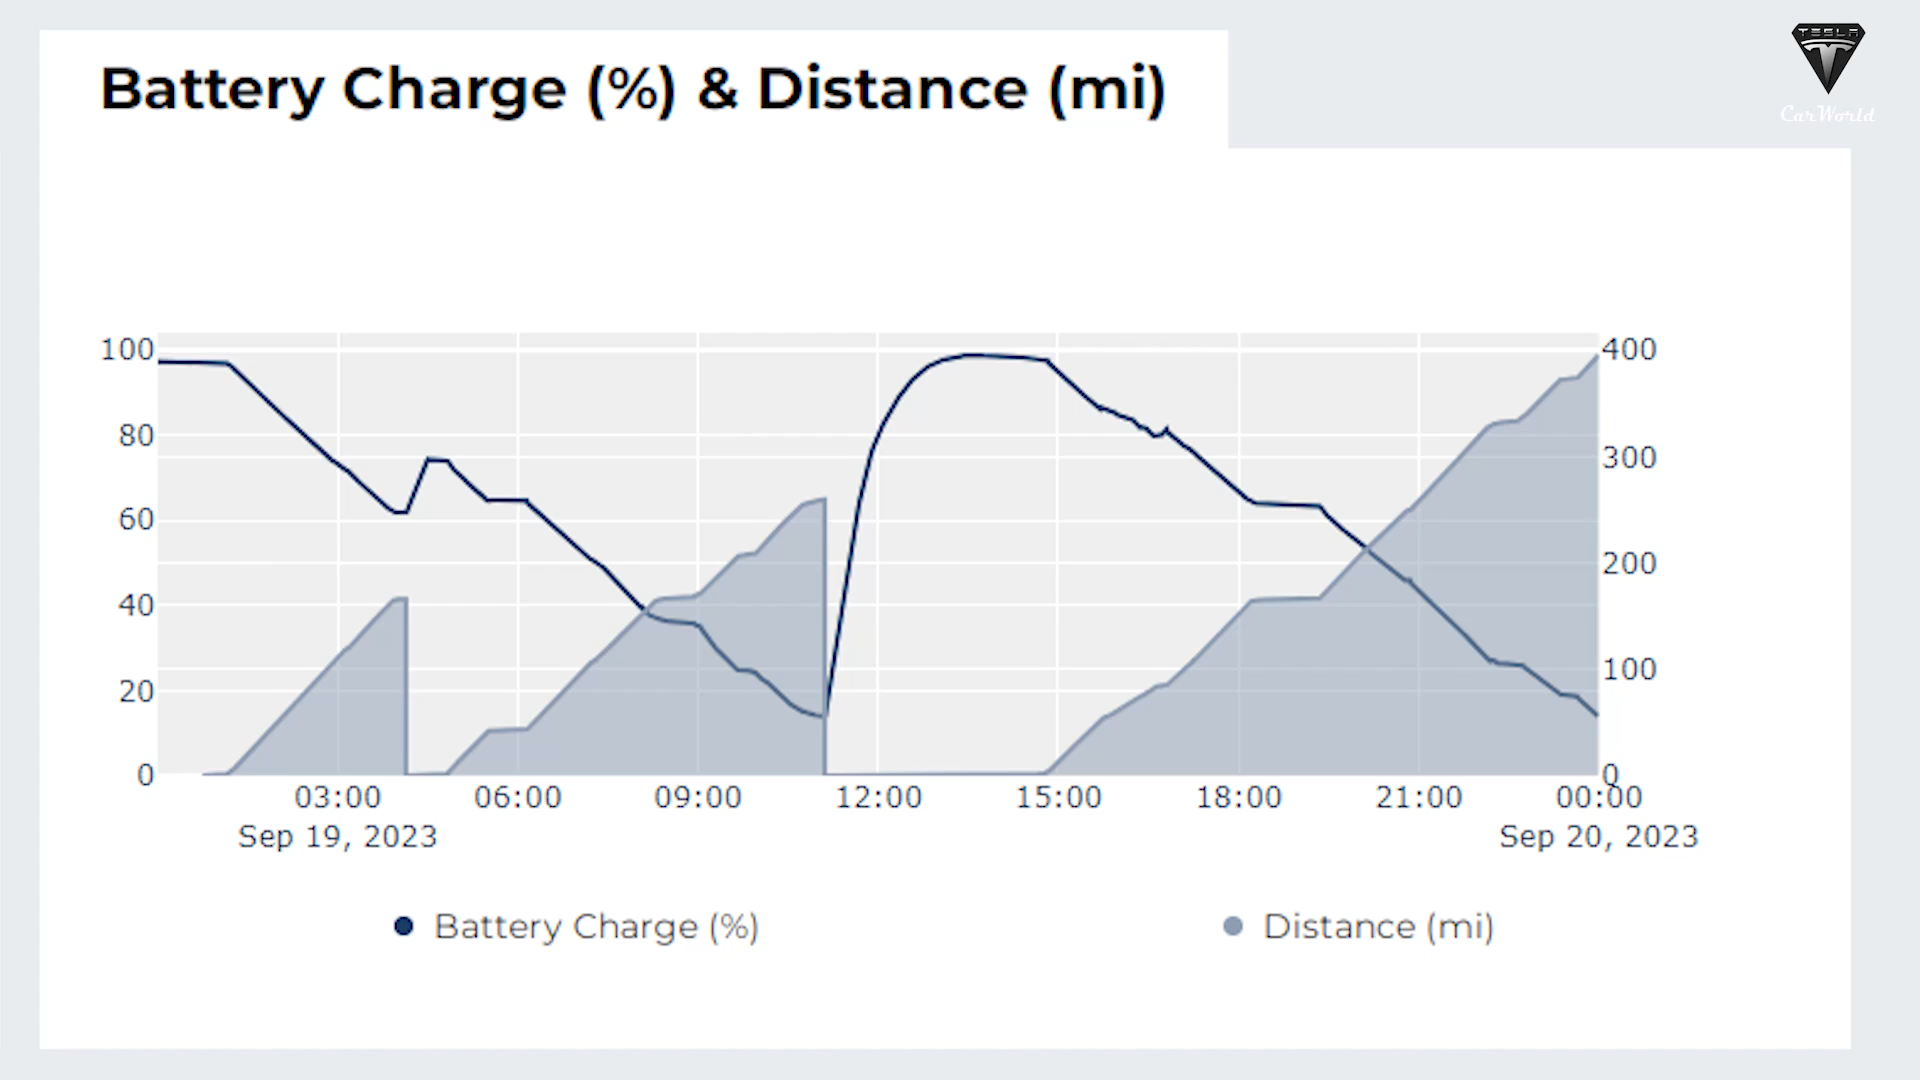 TESLA
Car World
Battery Charge (%) & Distance (mi)
100
80
60
40
20
0
400
300
200
100
0
03:00 06:00 09:00 12:00 15:00 18:00 21:00 00:00
Sep 19, 2023 Sep 20, 2023
Battery Charge (%) Distance (mi)